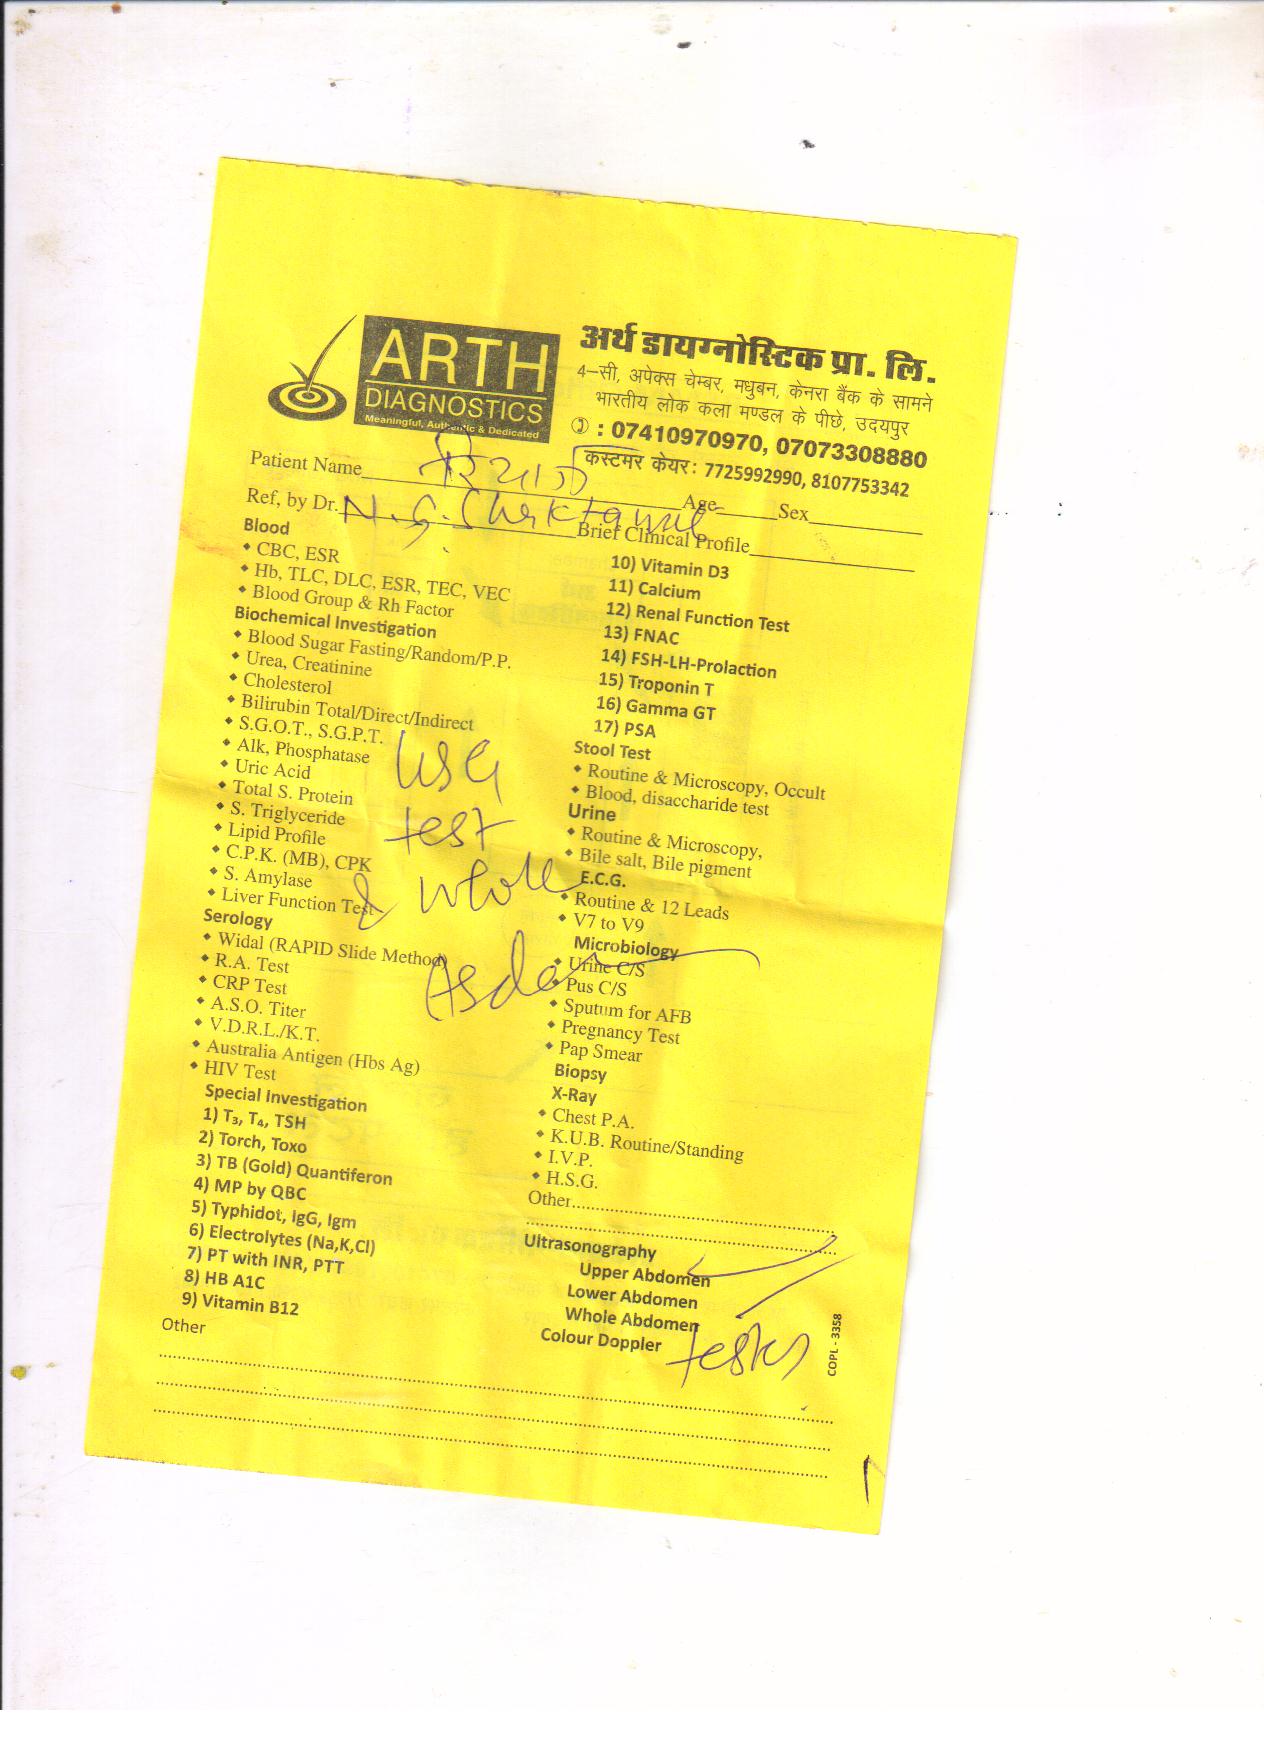 ARTH
DIAGNOSTICS
Meaningful, Authentic & Dedicated
अर्थ डायग्नोस्टिक प्रा. लि.
4–सी, अपेक्स चेम्बर, मधुबन, केनरा बैंक के सामने
भारतीय लोक कला मण्डल के पीछे, उदयपुर
: 07410970970, 07073308880
कस्टमर केयर: 7725992990, 8107753342
Patient Name
Age Sex
Ref, by Dr. N. S.
Brief Clinical Profile
Blood
CBC, ESR
Hb, TLC, DLC, ESR, TEC, VEC
Blood Group & Rh Factor
Biochemical Investigation
Blood Sugar Fasting/Random/P.P.
Urea, Creatinine
Cholesterol
Bilirubin Total/Direct/Indirect
S.G.O.T., S.G.P.T.
Alk, Phosphatase
Uric Acid
Total S. Protein
S. Triglyceride
Lipid Profile
C.P.K. (MB), CPK
S. Amylase
Liver Function Test
USG
test
& Whole
Serology
Widal (RAPID Slide Method)
R.A. Test
CRP Test
A.S.O. Titer
V.D.R.L./K.T.
Australia Antigen (Hbs Ag)
HIV Test
Special Investigation
1) T₃, T₄, TSH
2) Torch, Toxo
3) TB (Gold) Quantiferon
4) MP by QBC
5) Typhidot, IgG, Igm
6) Electrolytes (Na,K,Cl)
7) PT with INR, PTT
8) HB A1C
9) Vitamin B12
Other
10) Vitamin D3
11) Calcium
12) Renal Function Test
13) FNAC
14) FSH-LH-Prolaction
15) Troponin T
16) Gamma GT
17) PSA
Stool Test
Routine & Microscopy, Occult
Blood, disaccharide test
Urine
Routine & Microscopy,
Bile salt, Bile pigment
E.C.G.
Routine & 12 Leads
V7 to V9
Microbiology
Urine C/S
Pus C/S
Sputum for AFB
Pregnancy Test
Pap Smear
Biopsy
X-Ray
Chest P.A.
K.U.B. Routine/Standing
I.V.P.
H.S.G.
Other
Ultrasonography
Upper Abdomen
Lower Abdomen
Whole Abdomen
Colour Doppler
COPL - 3358